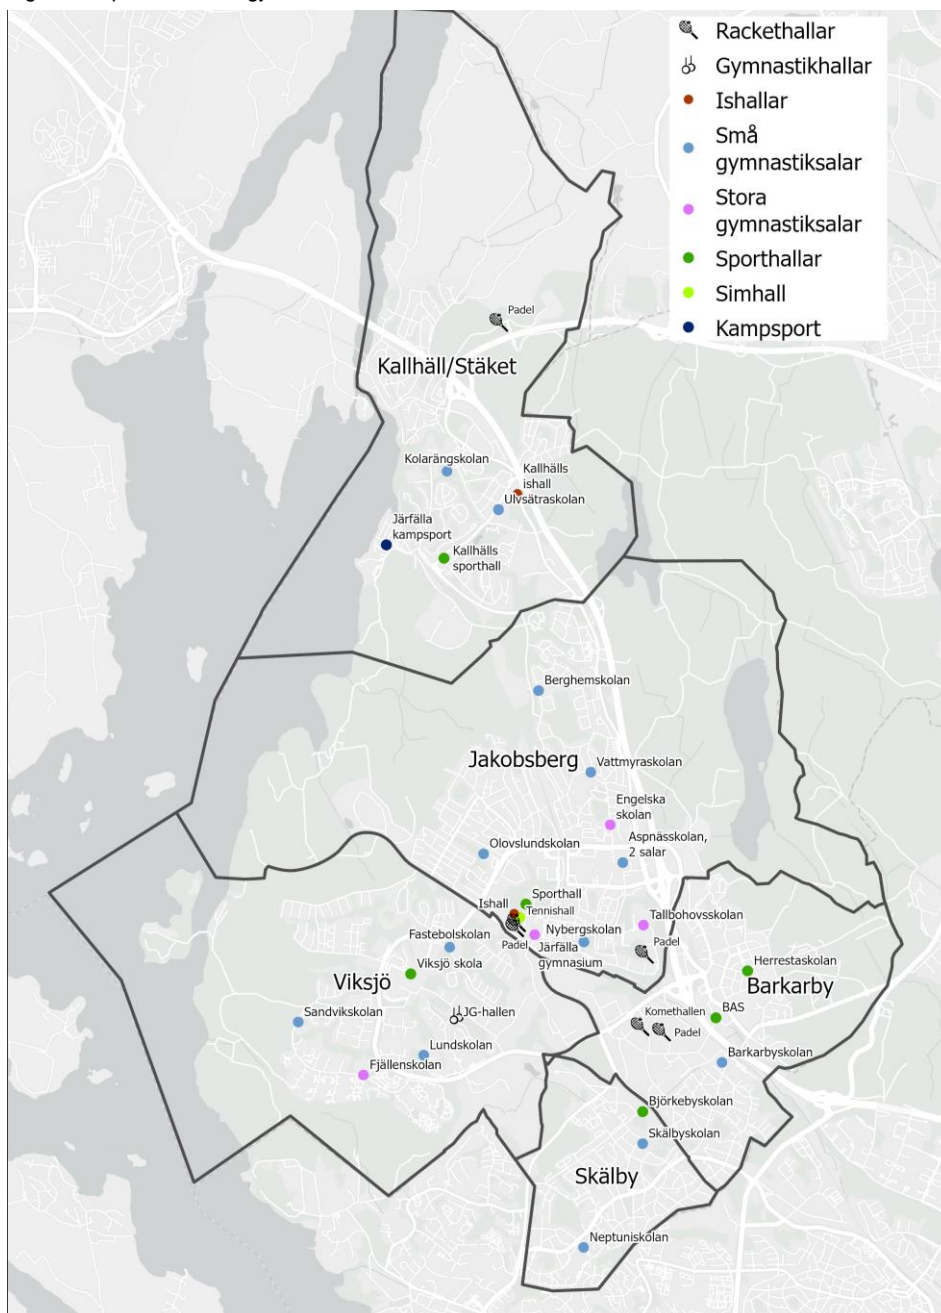 Rackethallar
Gymnastikhallar
Ishallar
Små
gymnastiksalar
Stora
gymnastiksalar
Sporthallar
Simhall
Kampsport
Padel
Kallhäll/Stäket
Kolarängskolan
Kallhälls
ishall
Ulvsätraskolan
Järfälla
kampsport
Kallhälls
sporthall
Berghemskolan
Jakobsberg
Vattmyraskolan
Engelska
skolan
Aspnässkolan,
2 salar
Olovslundskolan
Sporthall
Ishall
Tennishall
Tallbohovsskolan
Nybergskolan
Fastebolskolan
Padel
Järfälla
gymnasium
Padel
Viksjö skola
Herrestaskolan
Viksjö
Barkarby
Sandvikskolan
JG-hallen
Komethallen
BAS
Padel
Lundskolan
Barkarbyskolan
Fjällenskolan
Björkebyskolan
Skälbyskolan
Skälby
Neptuniskolan